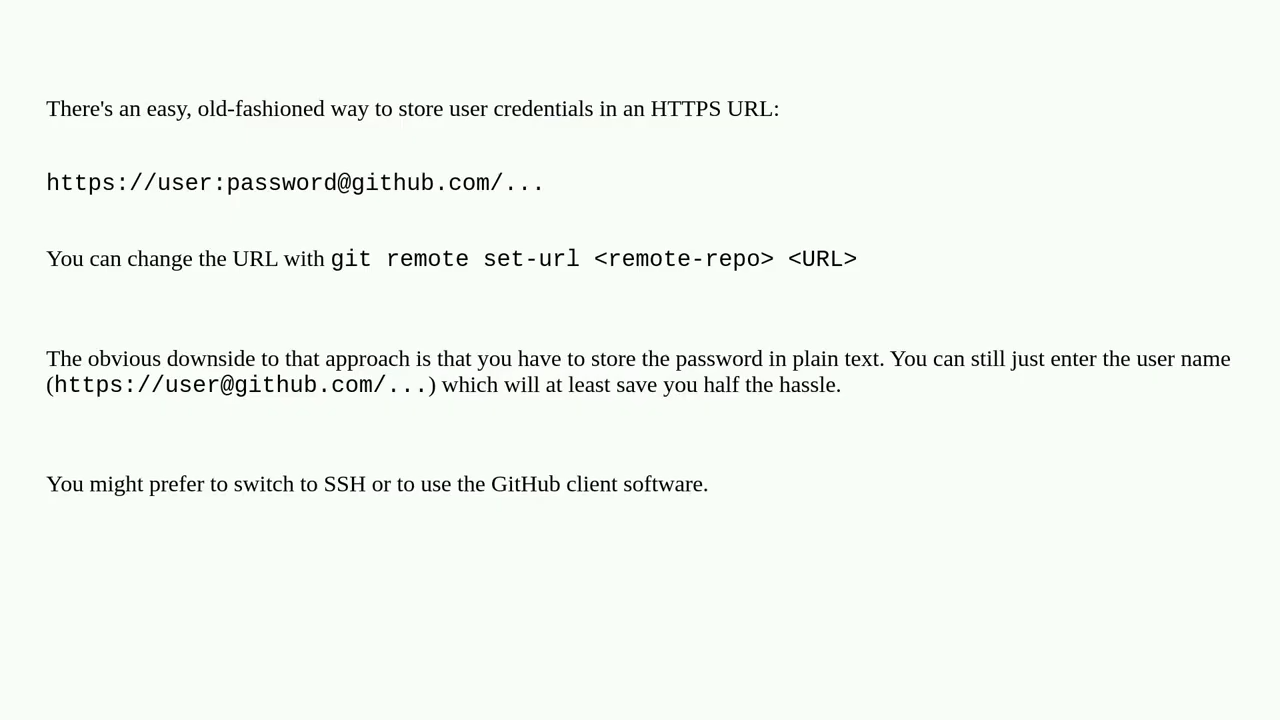 There's an easy, old-fashioned way to store user credentials in an HTTPS URL:
https://user:password@github.com/...
You can change the URL with git remote set-url <remote-repo> <URL>
The obvious downside to that approach is that you have to store the password in plain text. You can still just enter the user name
(https://user@github.com/...) which will at least save you half the hassle.
You might prefer to switch to SSH or to use the GitHub client software.